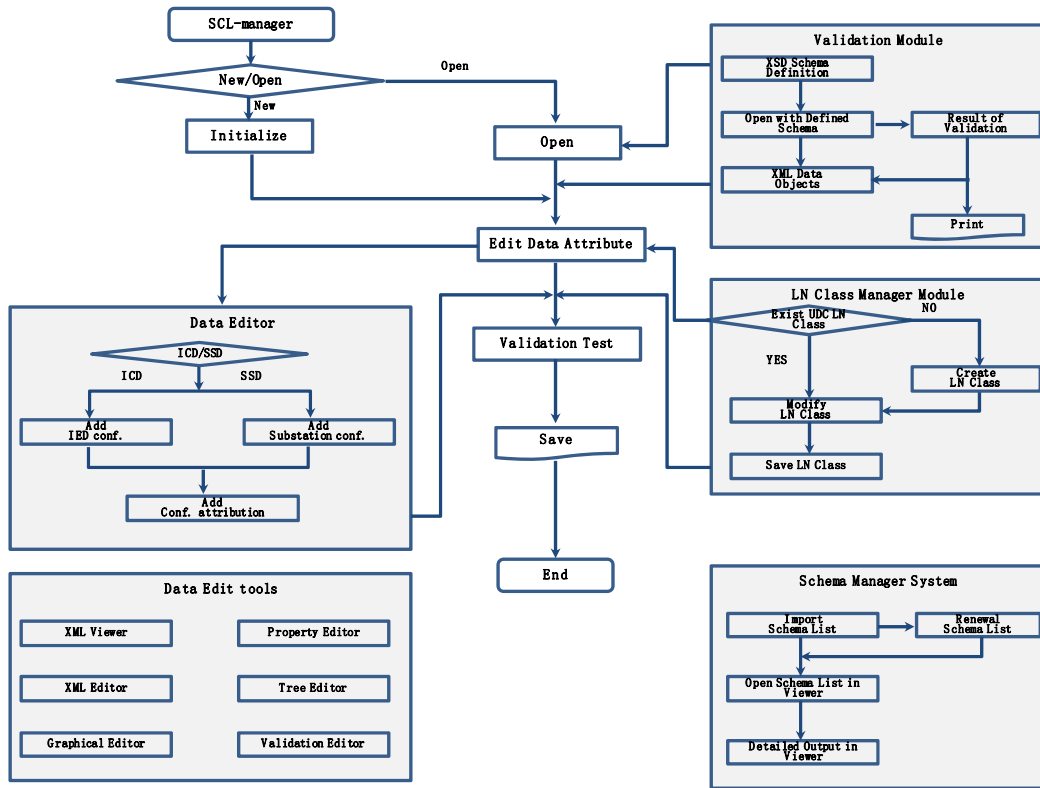 SCL-manager
New/Open
Open
New
Initialize
Open
Edit Data Attribute
Validation Test
Save
End
Validation Module
XSD Schema
Definition
Open with Defined
Schema
Result of
Validation
XML Data
Objects
Print
LN Class Manager Module
Exist UDC LN
Class
NO
YES
Create
LN Class
Modify
LN Class
Save LN Class
Data Editor
ICD/SSD
ICD
SSD
Add
IED conf.
Add
Substation conf.
Add
Conf. attribution
Data Edit tools
XML Viewer
Property Editor
XML Editor
Tree Editor
Graphical Editor
Validation Editor
Schema Manager System
Import
Schema List
Renewal
Schema List
Open Schema List in
Viewer
Detailed Output in
Viewer